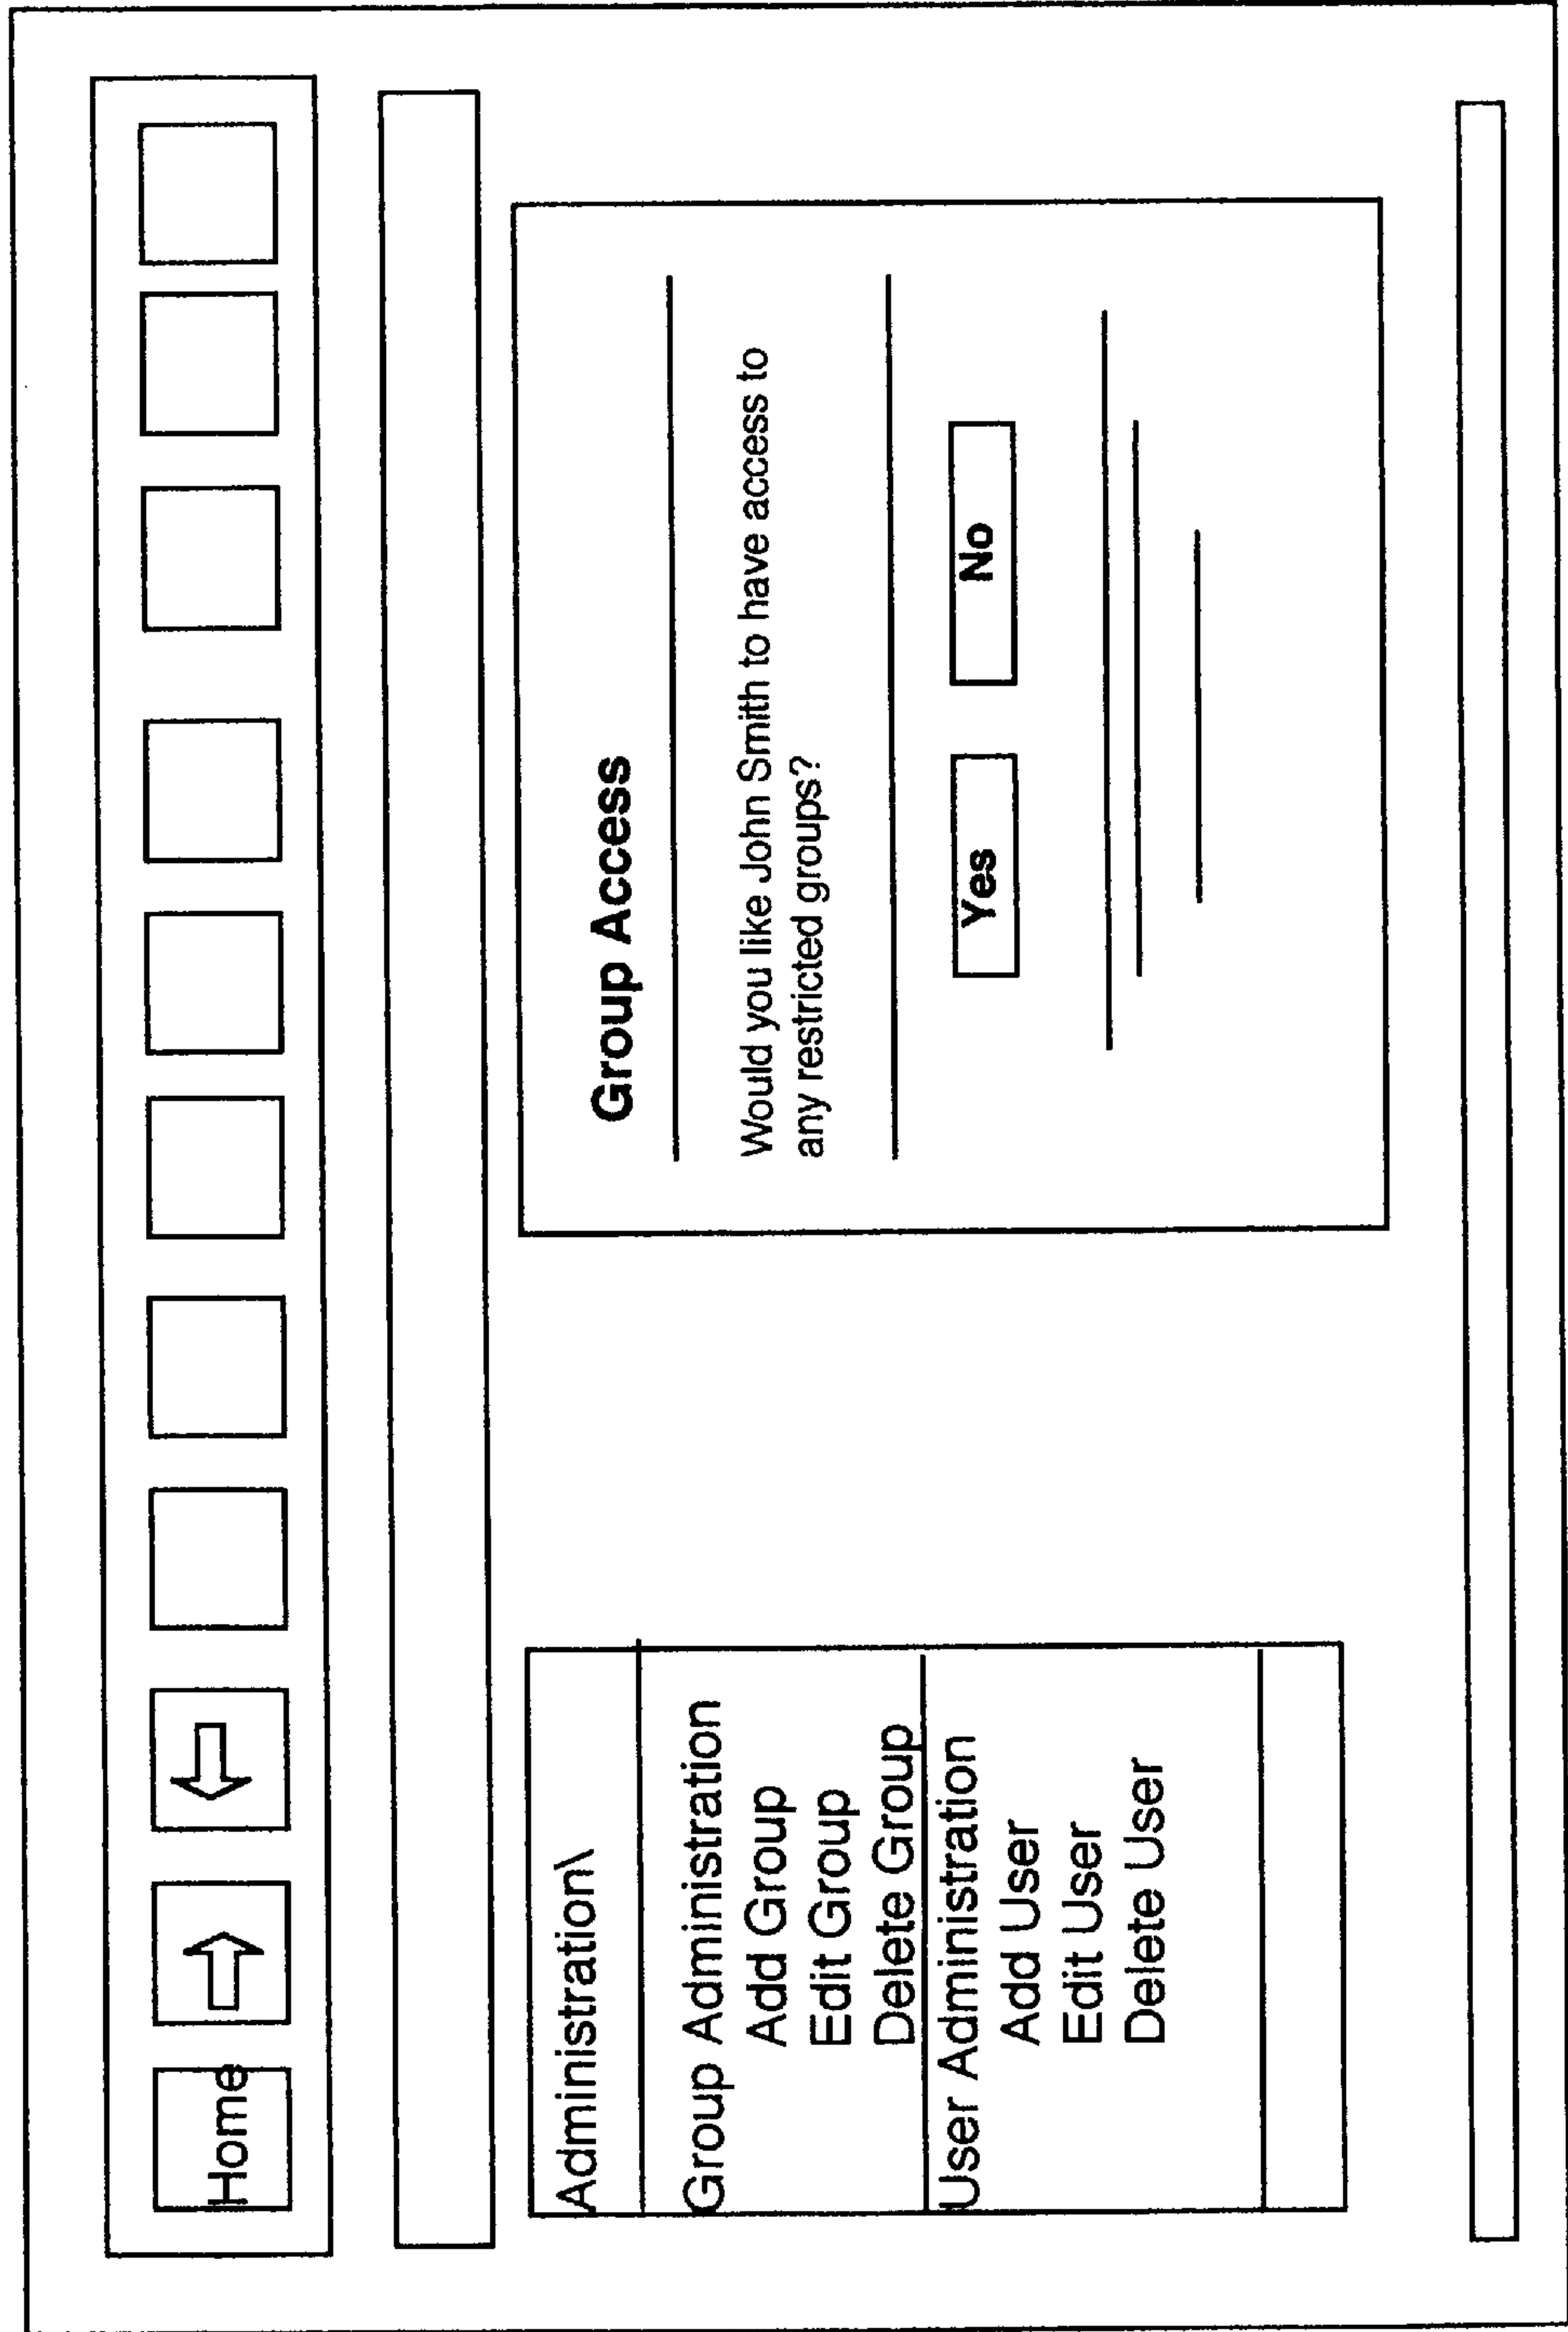 Home
Administration\
Group Administration
Add Group
Edit Group
Delete Group
User Administration
Add User
Edit User
Delete User
Group Access
Would you like John Smith to have access to
any restricted groups?
Yes
No